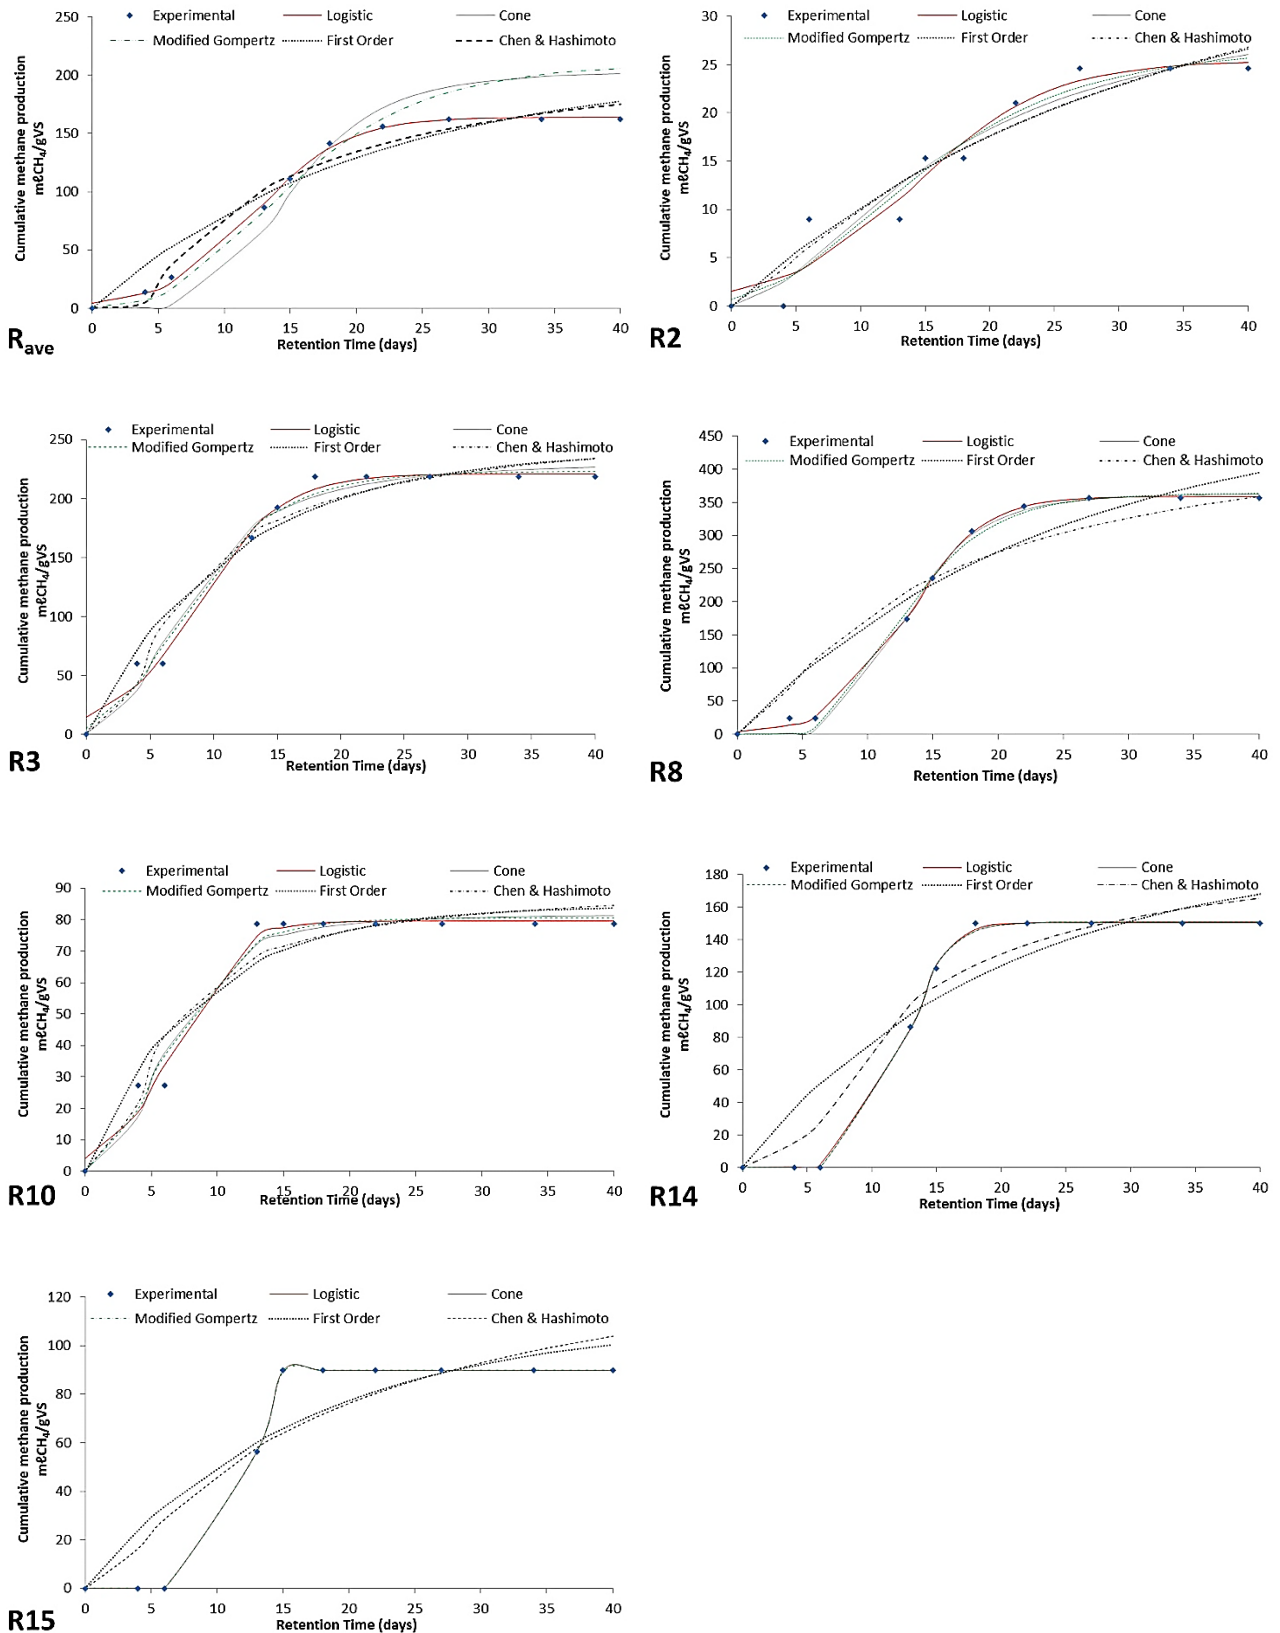 Experimental Logistic Cone
Modified Gompertz First Order Chen & Hashimoto
250
200
150
100
50
0
Cumulative methane production
mℓCH₄/gVS
0 5 10 15 20 25 30 35 40
Retention Time (days)
Rave
Experimental Logistic Cone
Modified Gompertz First Order Chen & Hashimoto
30
25
20
15
10
5
0
Cumulative methane production
mℓCH₄/gVS
0 5 10 15 20 25 30 35 40
Retention Time (days)
R2
Experimental Logistic Cone
Modified Gompertz First Order Chen & Hashimoto
250
200
150
100
50
0
Cumulative methane production
mℓCH₄/gVS
0 5 10 15 20 25 30 35 40
Retention Time (days)
R3
Experimental Logistic Cone
Modified Gompertz First Order Chen & Hashimoto
450
400
350
300
250
200
150
100
50
0
Cumulative methane production
mℓCH₄/gVS
0 5 10 15 20 25 30 35 40
Retention Time (days)
R8
Experimental Logistic Cone
Modified Gompertz First Order Chen & Hashimoto
90
80
70
60
50
40
30
20
10
0
Cumulative methane production
mℓCH₄/gVS
0 5 10 15 20 25 30 35 40
Retention Time (days)
R10
Experimental Logistic Cone
Modified Gompertz First Order Chen & Hashimoto
180
160
140
120
100
80
60
40
20
0
Cumulative methane production
mℓCH₄/gVS
0 5 10 15 20 25 30 35 40
Retention Time (days)
R14
Experimental Logistic Cone
Modified Gompertz First Order Chen & Hashimoto
120
100
80
60
40
20
0
Cumulative methane production
mℓCH₄/gVS
0 5 10 15 20 25 30 35 40
Retention Time (days)
R15